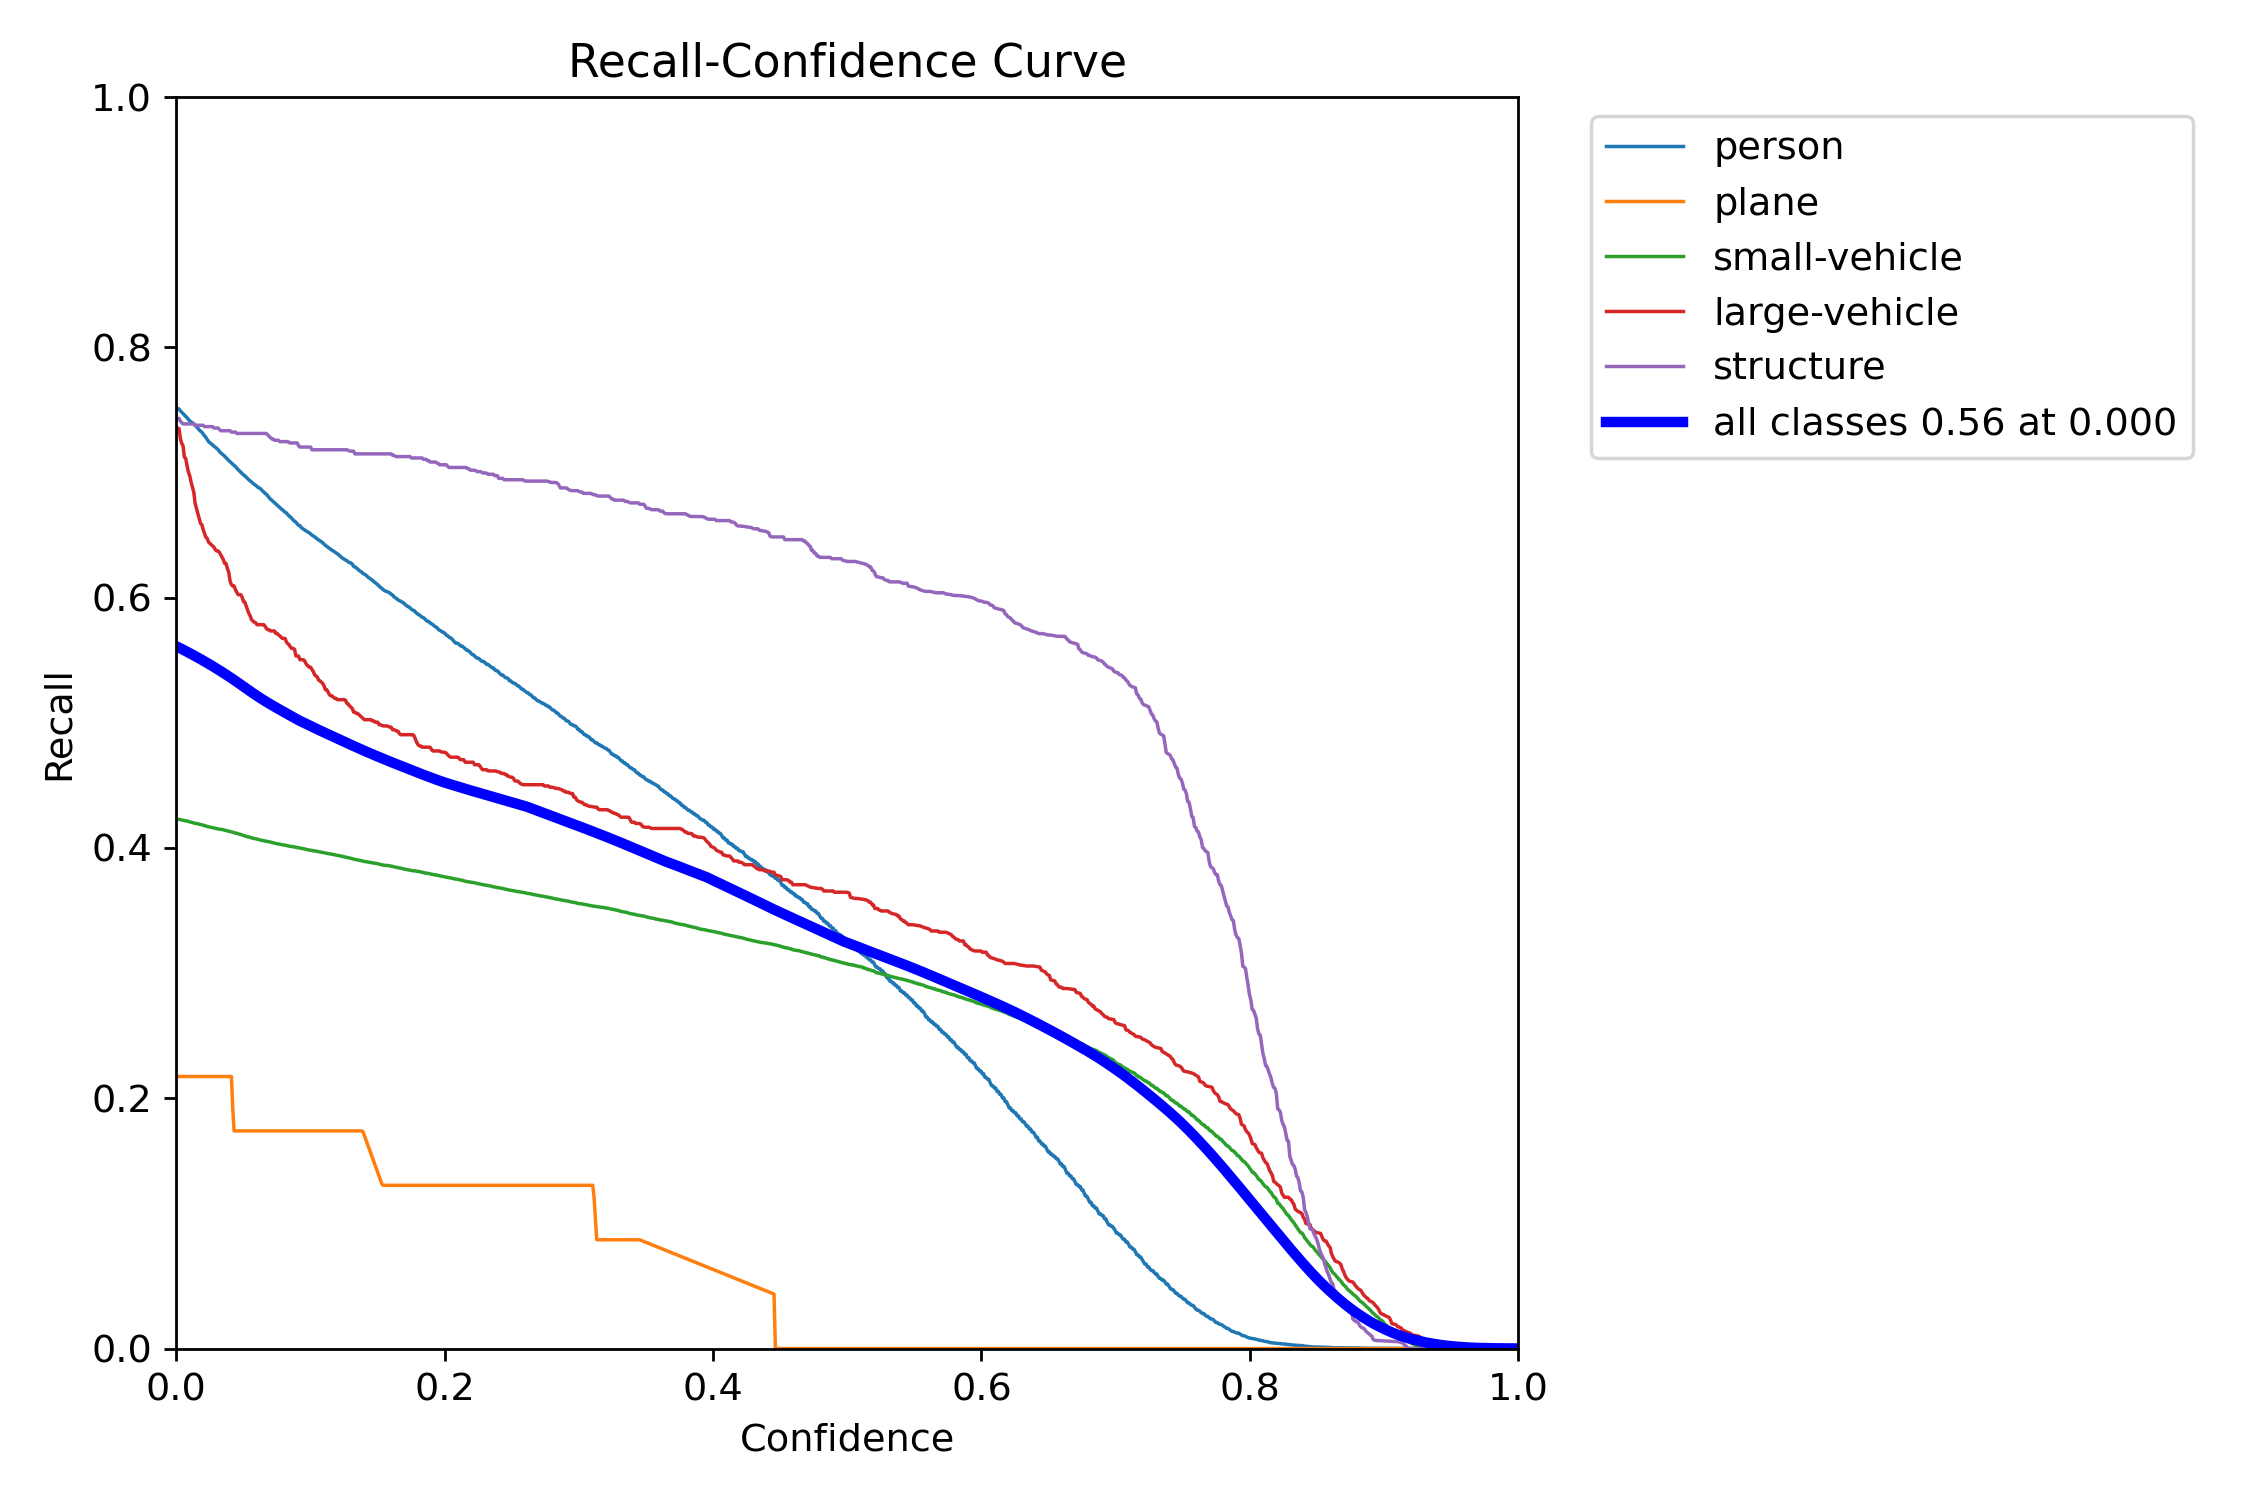 Recall-Confidence Curve
1.0
0.8
0.6
0.4
0.2
0.0
Recall
0.0 0.2 0.4 0.6 0.8 1.0
Confidence
person
plane
small-vehicle
large-vehicle
structure
all classes 0.56 at 0.000